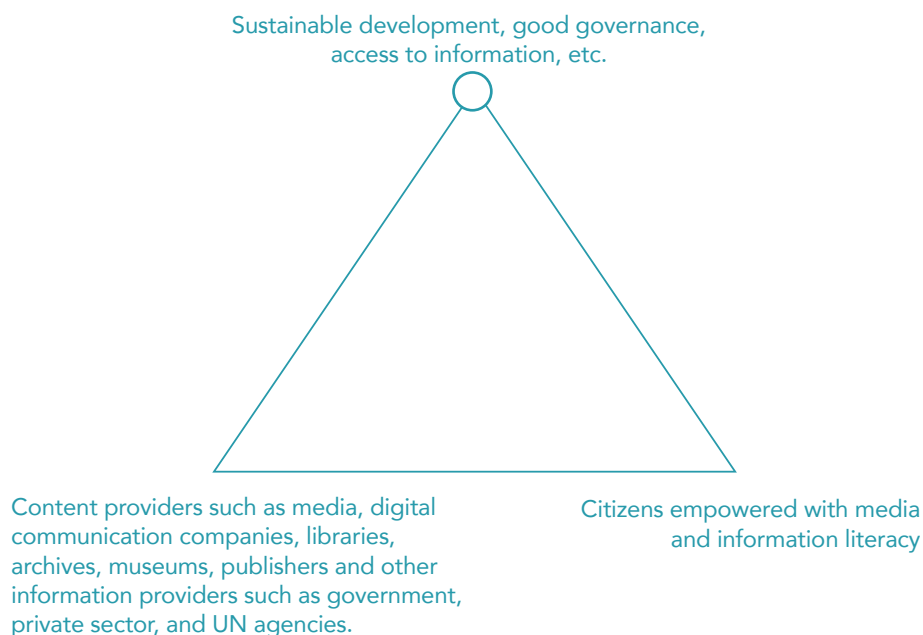 Sustainable development, good governance,
access to information, etc.
Content providers such as media, digital
communication companies, libraries,
archives, museums, publishers and other
information providers such as government,
private sector, and UN agencies.
Citizens empowered with media
and information literacy